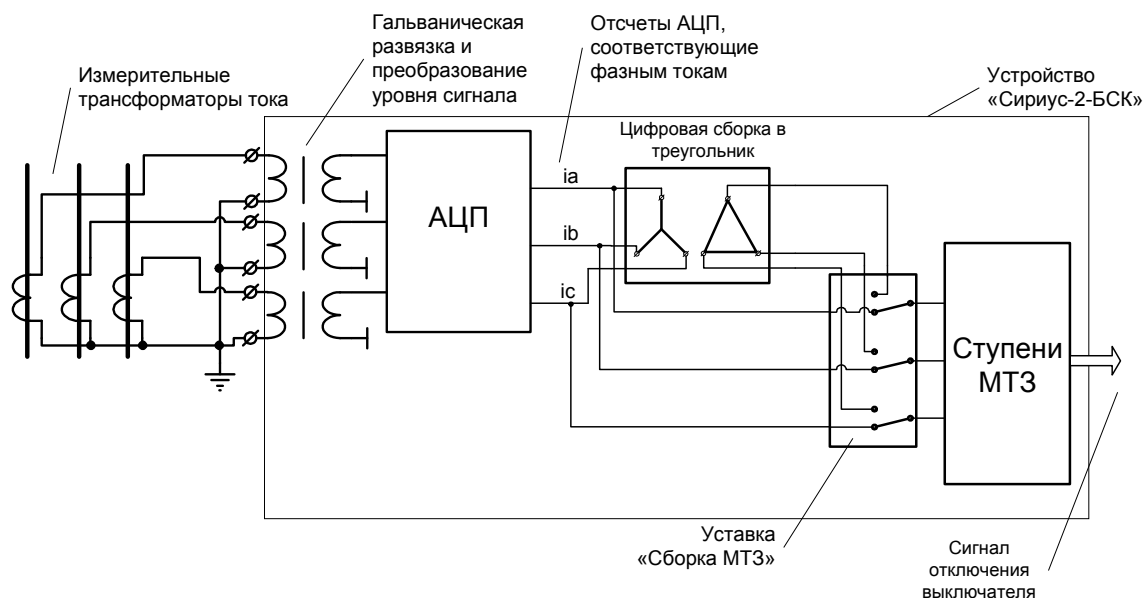 Гальваническая
развязка и
преобразование
уровня сигнала
Отсчеты АЦП,
соответствующие
фазным токам
Измерительные
трансформаторы тока
Устройство
«Сириус-2-БСК»
Цифровая сборка в
треугольник
ia
АЦП
ib
ic
Ступени
МТЗ
Уставка
«Сборка МТЗ»
Сигнал
отключения
выключателя